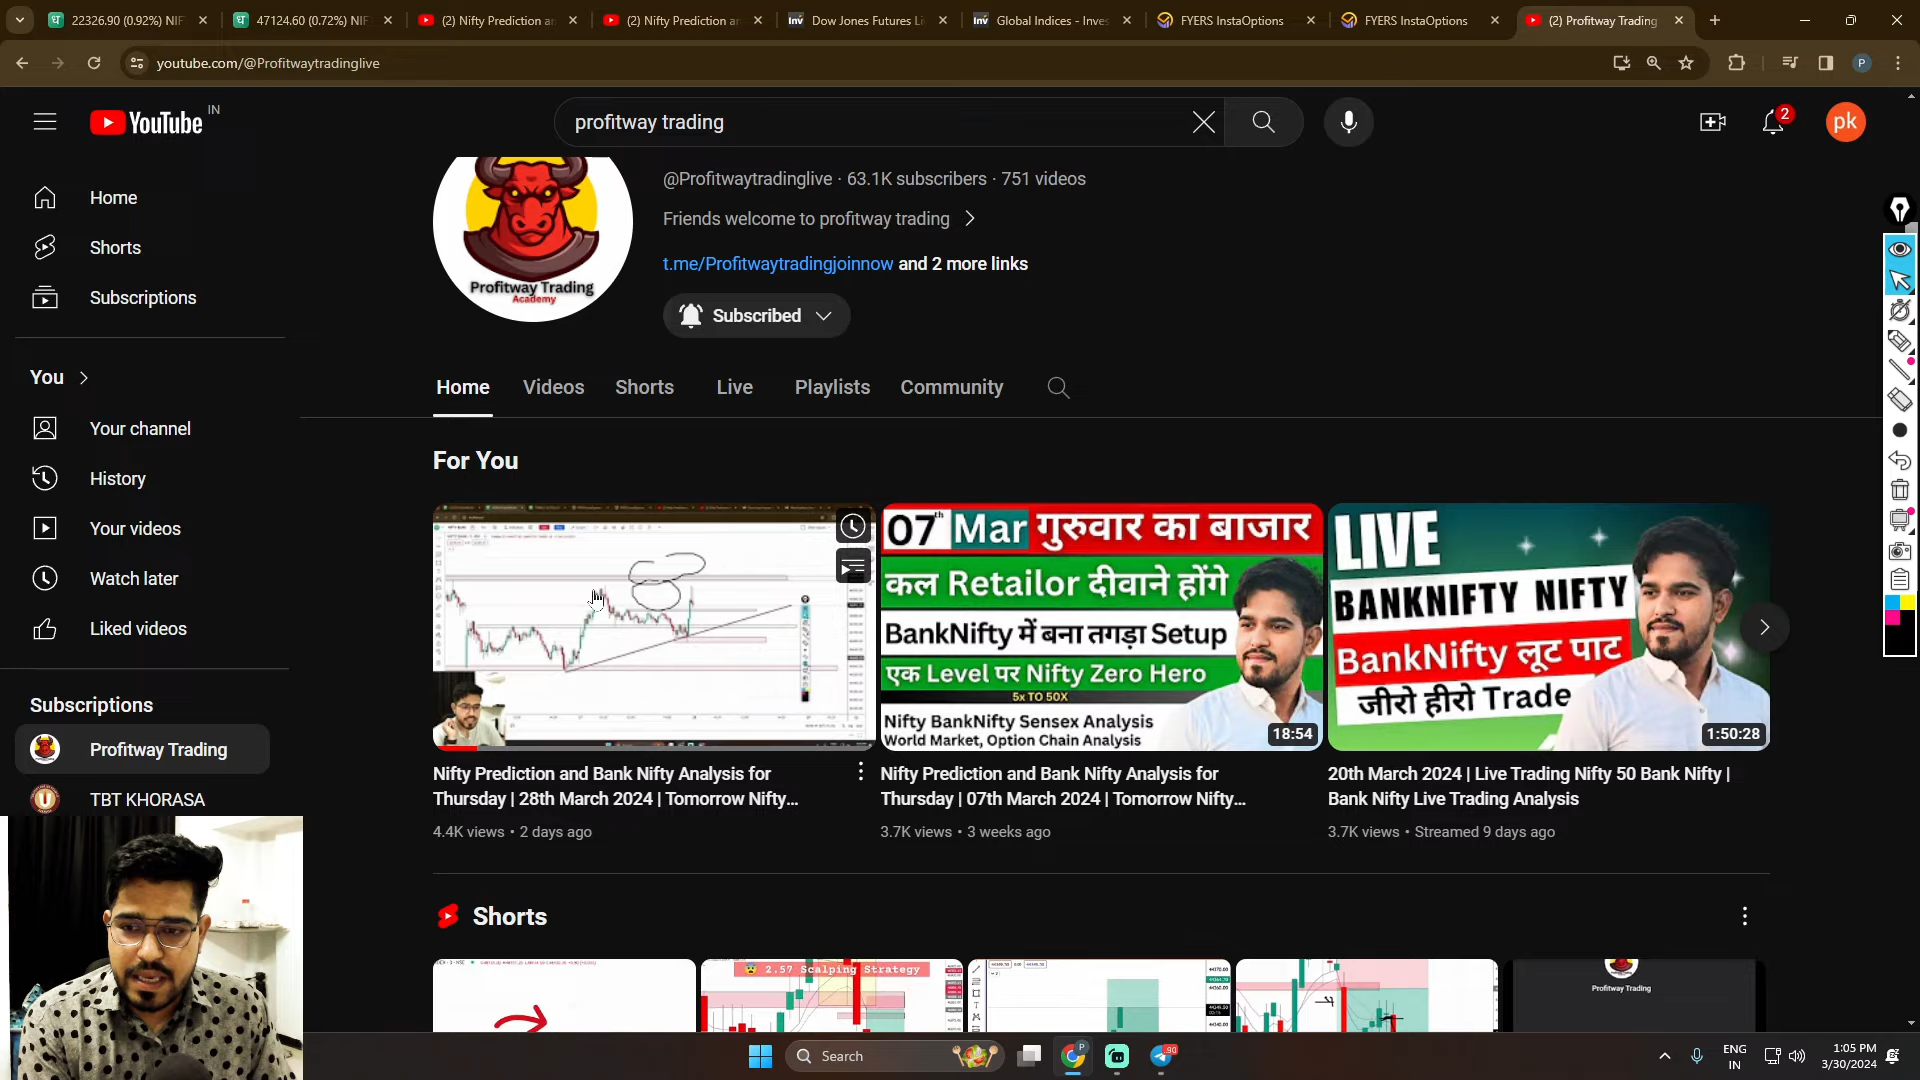 22326.90 (0.92%) NIF
47124.60 (0.72%) NIF
(2) Nifty Prediction an
(2) Nifty Prediction an
Inv
Dow Jones Futures Li
Inv
Global Indices - Inves
FYERS InstaOptions
FYERS InstaOptions
(2) Profitway Trading
youtube.com/@Profitwaytradinglive
P
YouTube
IN
profitway trading
2
pk
Home
Shorts
Subscriptions
You
Your channel
History
Your videos
Watch later
Liked videos
Subscriptions
Profitway Trading
TBT KHORASA
Profitway Trading
Academy
@Profitwaytradinglive · 63.1K subscribers · 751 videos
Friends welcome to profitway trading
t.me/Profitwaytradingjoinnow and 2 more links
Subscribed
Home
Videos
Shorts
Live
Playlists
Community
For You
07th Mar गुरुवार का बाजार
कल Retailor दीवाने होंगे
BankNifty में बना तगड़ा Setup
एक Level पर Nifty Zero Hero
5x TO 50X
Nifty BankNifty Sensex Analysis
World Market, Option Chain Analysis
18:54
LIVE
BANKNIFTY NIFTY
BankNifty लूट पाट
जीरो हीरो Trade
1:50:28
Nifty Prediction and Bank Nifty Analysis for
Thursday | 28th March 2024 | Tomorrow Nifty...
4.4K views • 2 days ago
Nifty Prediction and Bank Nifty Analysis for
Thursday | 07th March 2024 | Tomorrow Nifty...
3.7K views • 3 weeks ago
20th March 2024 | Live Trading Nifty 50 Bank Nifty |
Bank Nifty Live Trading Analysis
3.7K views • Streamed 9 days ago
Shorts
2.57 Scalping Strategy
Profitway Trading
Search
P
90
ENG
IN
1:05 PM
3/30/2024